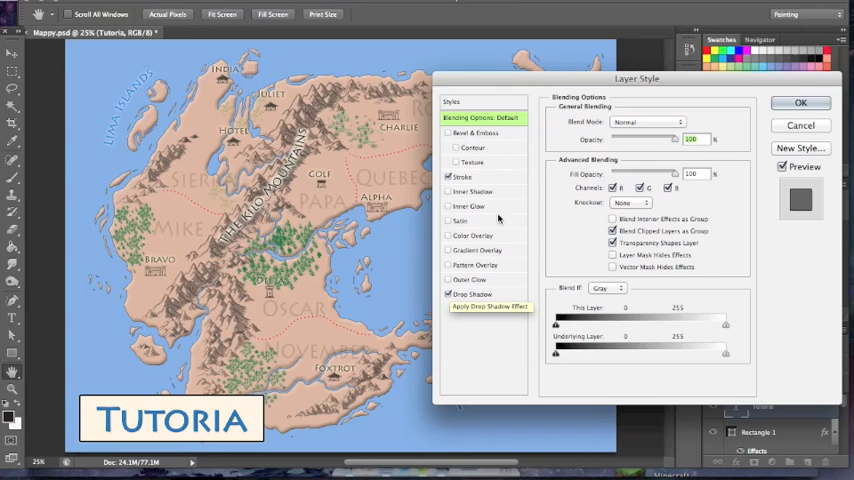 Scroll All Windows
Actual Pixels
Fit Screen
Fill Screen
Print Size
Painting
Mappy.psd @ 25% (Tutoria, RGB/8) *
Swatches
Navigator
Layer Style
INDIA
JULIET
HOTEL
CHARLIE
LIMA ISLANDS
SIERRA
GOLF
QUEBEC
THE KILO MOUNTAINS
PAPA
ALPHA
MIKE
BRAVO
DELTA
OSCAR
NOVEMBER
FOXTROT
TUTORIA
Styles
Blending Options: Default
Bevel & Emboss
Contour
Texture
Stroke
Inner Shadow
Inner Glow
Satin
Color Overlay
Gradient Overlay
Pattern Overlay
Outer Glow
Drop Shadow
Apply Drop Shadow Effect
Blending Options
General Blending
Blend Mode: Normal
Opacity: 100 %
Advanced Blending
Fill Opacity: 100 %
Channels: R G B
Knockout: None
Blend Interior Effects as Group
Blend Clipped Layers as Group
Transparency Shapes Layer
Layer Mask Hides Effects
Vector Mask Hides Effects
Blend If: Gray
This Layer: 0 255
Underlying Layer: 0 255
OK
Cancel
New Style...
Preview
Tutoria
Rectangle 1
fx
Effects
25%
Doc: 24.1M/77.1M
Minecraft